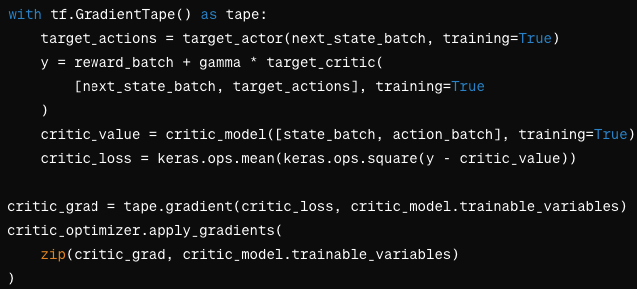 with tf.GradientTape() as tape:
    target_actions = target_actor(next_state_batch, training=True)
    y = reward_batch + gamma * target_critic(
        [next_state_batch, target_actions], training=True
    )
    critic_value = critic_model([state_batch, action_batch], training=True)
    critic_loss = keras.ops.mean(keras.ops.square(y - critic_value))

critic_grad = tape.gradient(critic_loss, critic_model.trainable_variables)
critic_optimizer.apply_gradients(
    zip(critic_grad, critic_model.trainable_variables)
)